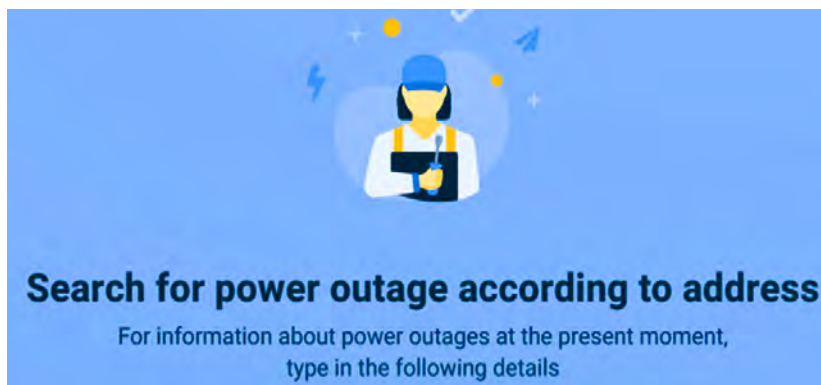 Search for power outage according to address
For information about power outages at the present moment,
type in the following details